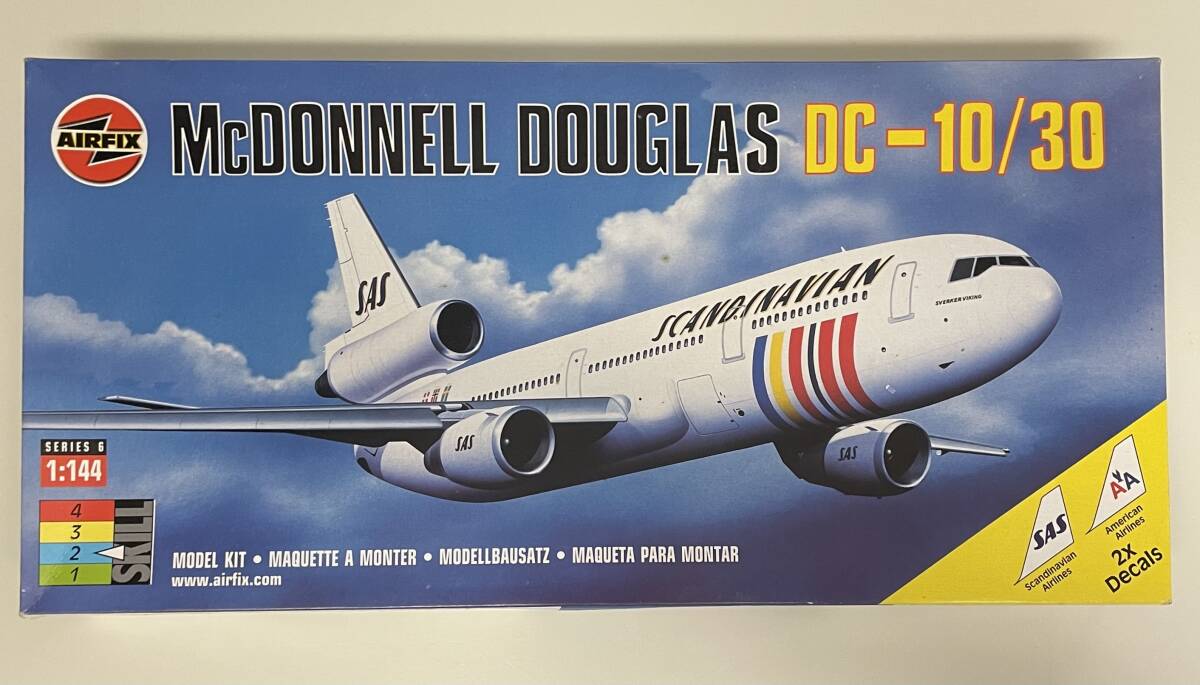 AIRFIX
McDONNELL DOUGLAS DC-10/30
SAS
SCANDINAVIAN
SVERKER VIKING
SAS
SAS
SERIES 6
1:144
4
3
2
1
SKILL
MODEL KIT • MAQUETTE A MONTER • MODELLBAUSATZ • MAQUETA PARA MONTAR
www.airfix.com
SAS
Scandinavian
Airlines
AA
American
Airlines
2x
Decals